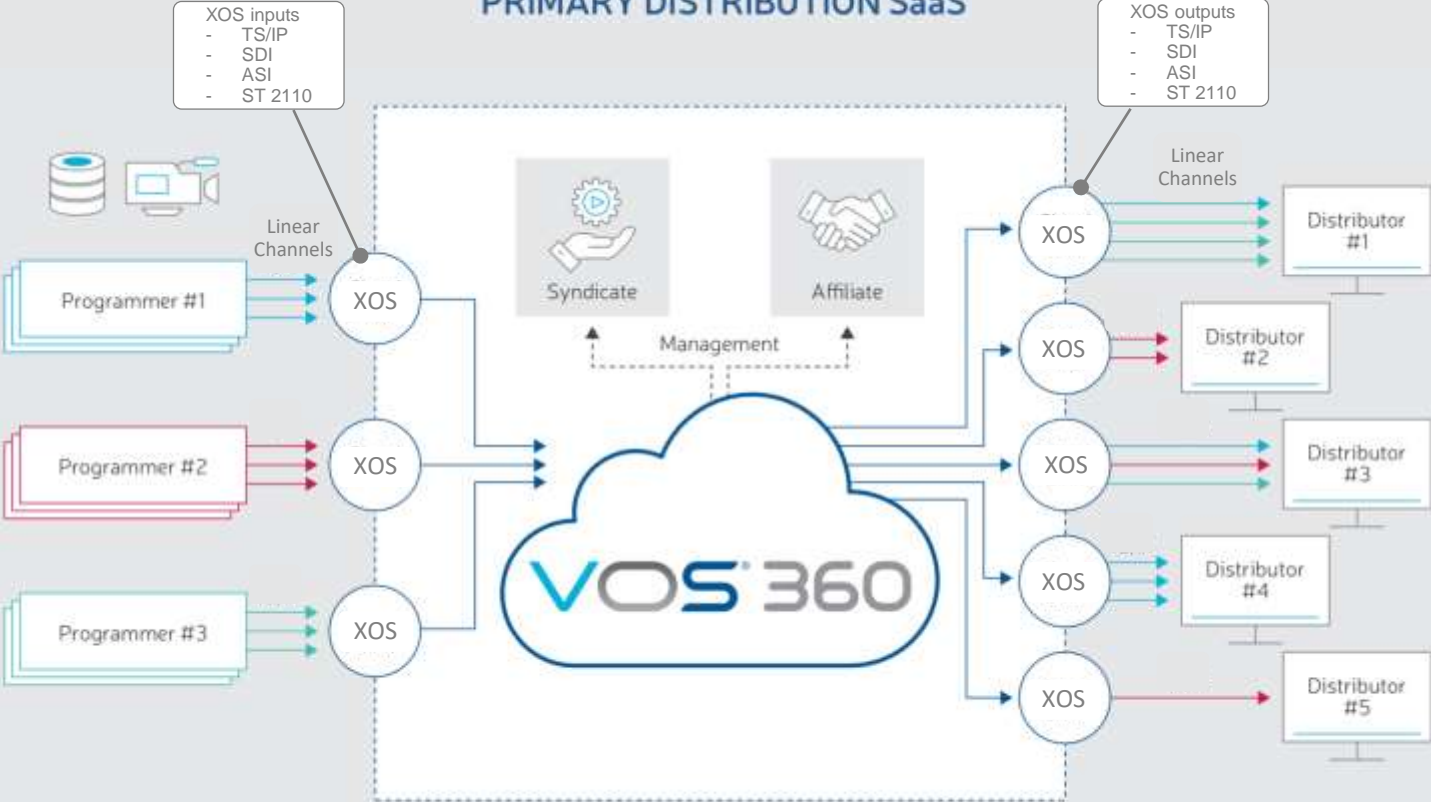 PRIMARY DISTRIBUTION SaaS
XOS inputs
- TS/IP
- SDI
- ASI
- ST 2110
XOS outputs
- TS/IP
- SDI
- ASI
- ST 2110
Linear
Channels
Linear
Channels
Programmer #1
XOS
Programmer #2
XOS
Programmer #3
XOS
Syndicate
Affiliate
Management
VOS® 360
XOS
Distributor
#1
XOS
Distributor
#2
XOS
Distributor
#3
XOS
Distributor
#4
XOS
Distributor
#5